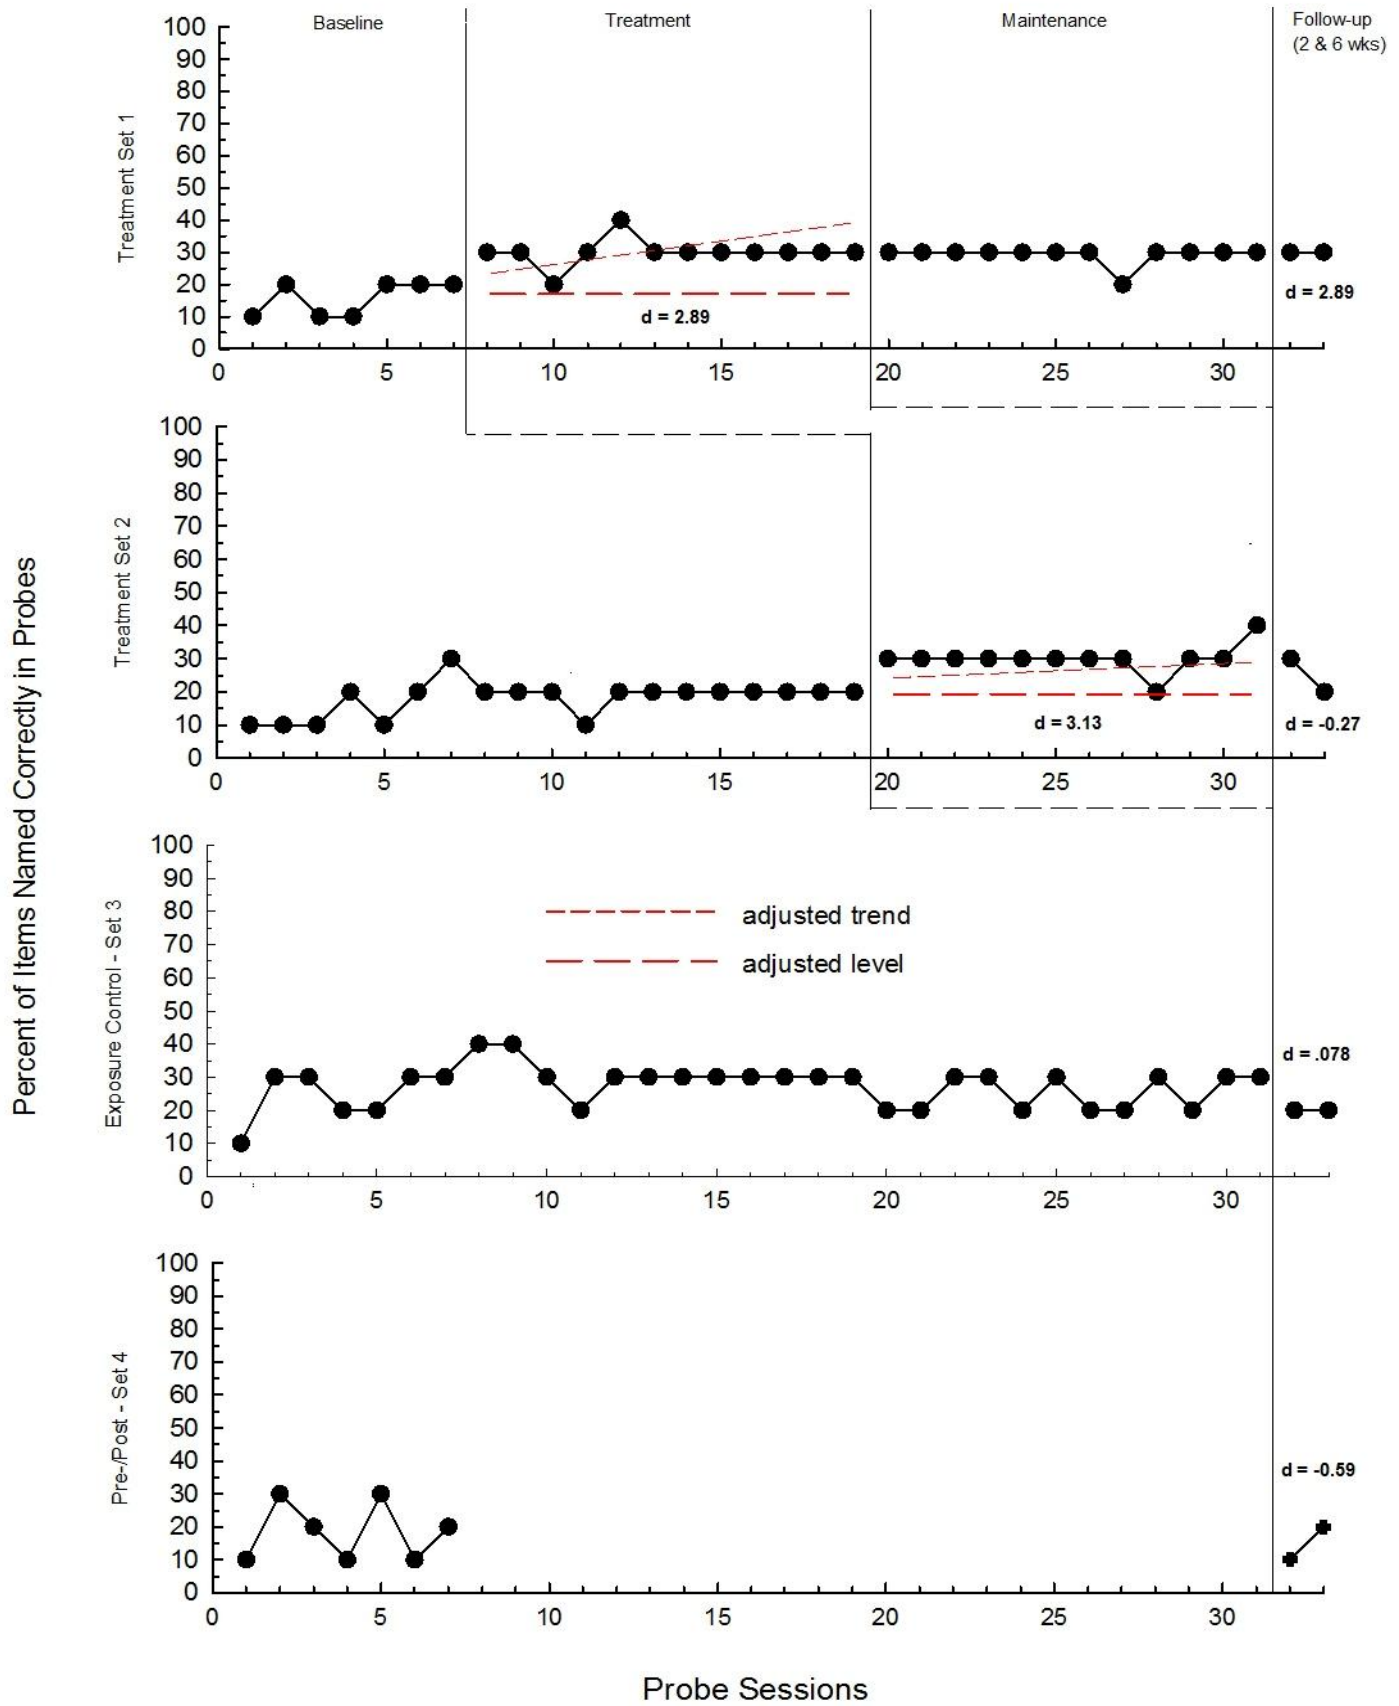 Baseline
Treatment
Maintenance
Follow-up
(2 & 6 wks)
Percent of Items Named Correctly in Probes
Treatment Set 1
100
90
80
70
60
50
40
30
20
10
0
d = 2.89
d = 2.89
0 5 10 15 20 25 30
Treatment Set 2
100
90
80
70
60
50
40
30
20
10
0
d = 3.13
d = -0.27
0 5 10 15 20 25 30
Exposure Control - Set 3
100
90
80
70
60
50
40
30
20
10
0
adjusted trend
adjusted level
d = .078
0 5 10 15 20 25 30
Pre-/Post - Set 4
100
90
80
70
60
50
40
30
20
10
0
d = -0.59
0 5 10 15 20 25 30
Probe Sessions